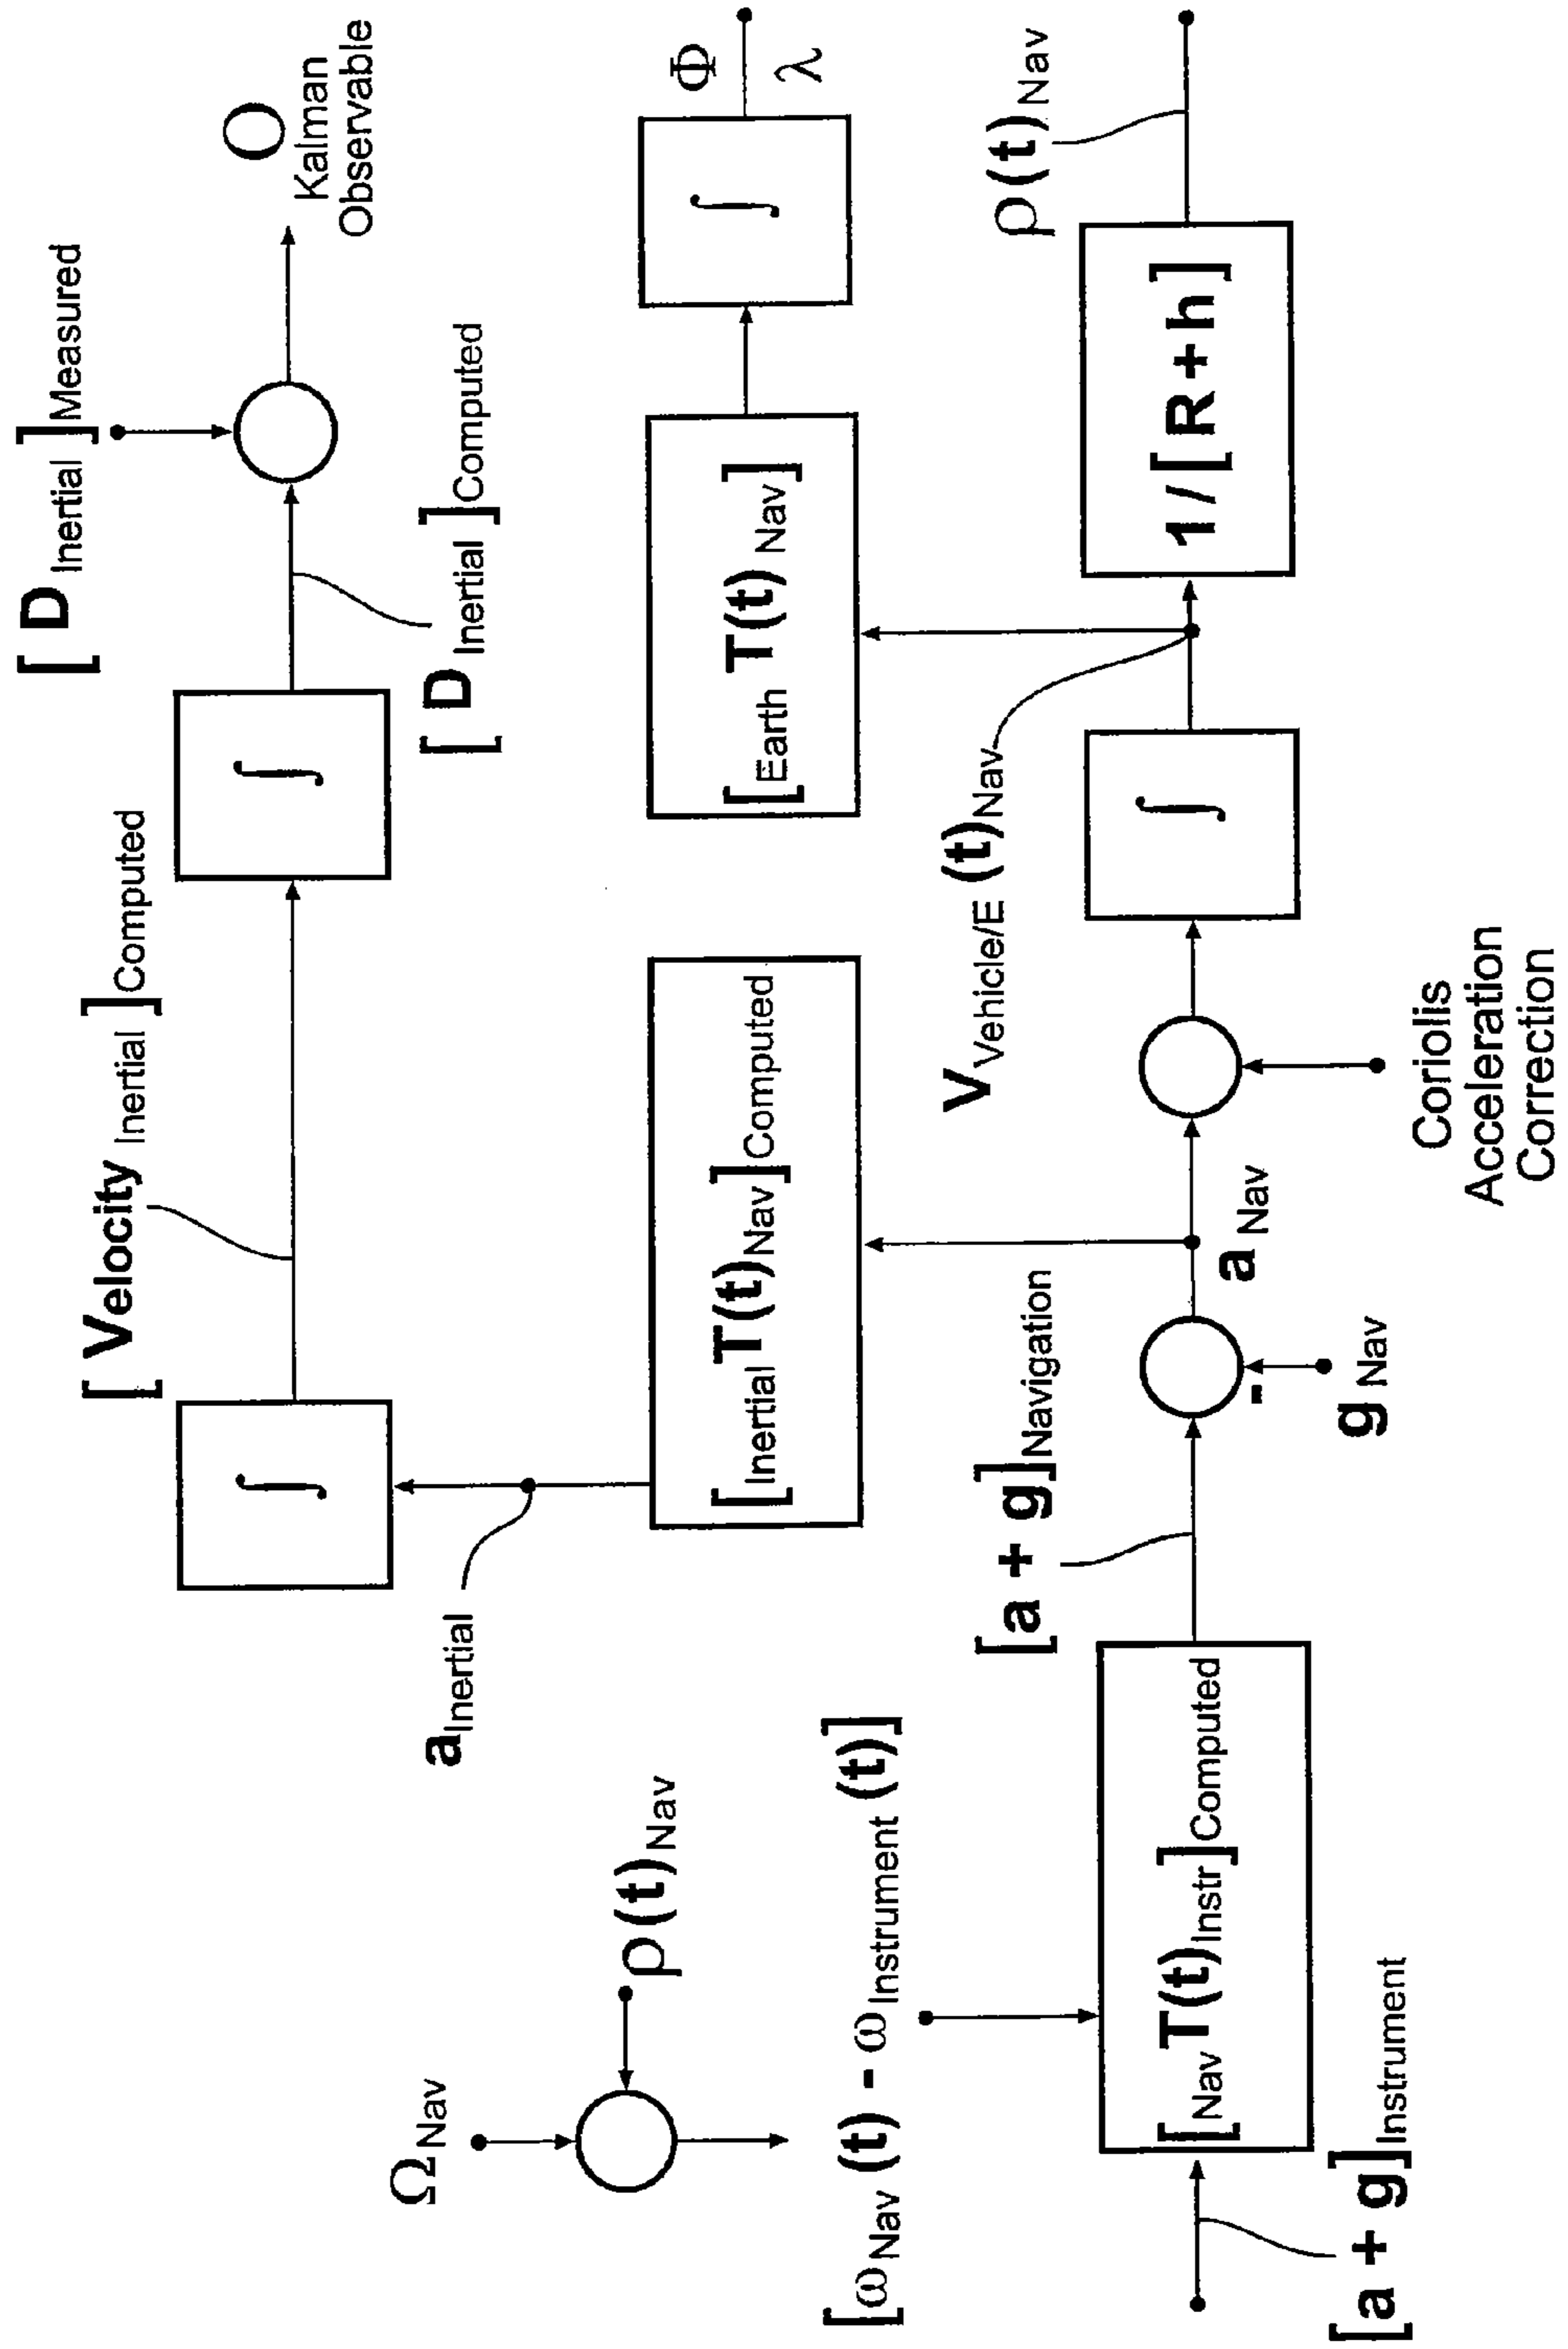 [ D Inertial ]Measured
O
Kalman
Observable
[ Velocity Inertial ]Computed
∫
∫
[ D Inertial ]Computed
a Inertial
[ Inertial T(t) Nav ]Computed
[ Earth T(t) Nav ]
∫
Φ
λ
Ω Nav
ρ(t) Nav
[ ω Nav (t) - ω Instrument (t) ]
[ Nav T(t) Instr ]Computed
[a + g]Instrument
[a + g]Navigation
-
g Nav
a Nav
Coriolis
Acceleration
Correction
V Vehicle/E (t) Nav
∫
1/[R+h]
ρ(t) Nav